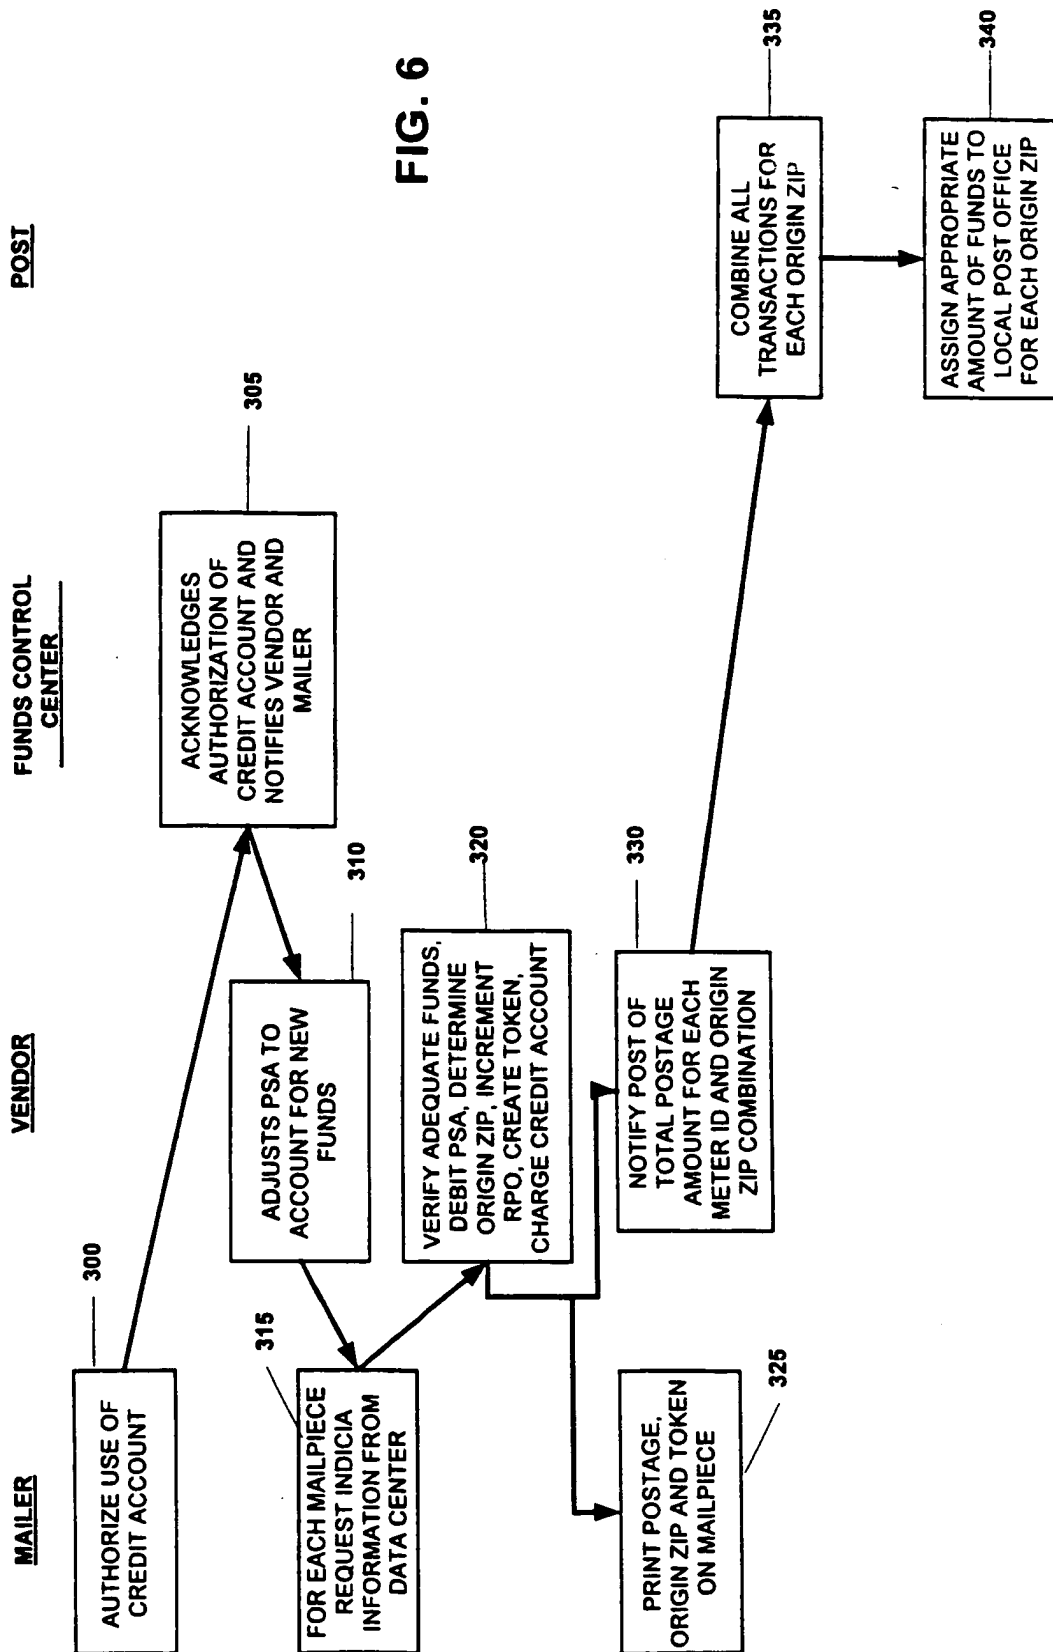 MAILER
VENDOR
FUNDS CONTROL
CENTER
POST
FIG. 6
300
AUTHORIZE USE OF
CREDIT ACCOUNT
305
ACKNOWLEDGES
AUTHORIZATION OF
CREDIT ACCOUNT AND
NOTIFIES VENDOR AND
MAILER
310
ADJUSTS PSA TO
ACCOUNT FOR NEW
FUNDS
315
FOR EACH MAILPIECE
REQUEST INDICIA
INFORMATION FROM
DATA CENTER
320
VERIFY ADEQUATE FUNDS,
DEBIT PSA, DETERMINE
ORIGIN ZIP, INCREMENT
RPO, CREATE TOKEN,
CHARGE CREDIT ACCOUNT
325
PRINT POSTAGE,
ORIGIN ZIP AND TOKEN
ON MAILPIECE
330
NOTIFY POST OF
TOTAL POSTAGE
AMOUNT FOR EACH
METER ID AND ORIGIN
ZIP COMBINATION
335
COMBINE ALL
TRANSACTIONS FOR
EACH ORIGIN ZIP
340
ASSIGN APPROPRIATE
AMOUNT OF FUNDS TO
LOCAL POST OFFICE
FOR EACH ORIGIN ZIP